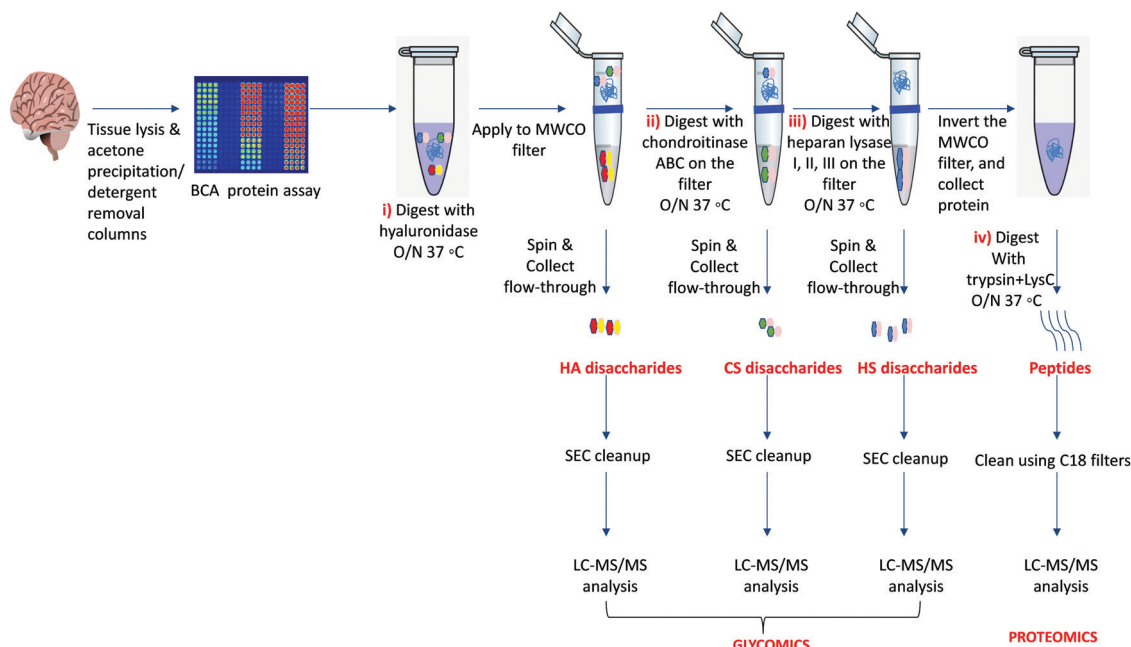 Tissue lysis &
acetone
precipitation/
detergent
removal
columns
BCA  protein assay
i) Digest with
hyaluronidase
O/N 37 ◦C
Apply to MWCO
filter
ii) Digest with
chondroitinase
ABC on the
filter
O/N 37 ◦C
iii) Digest with
heparan lysase
I, II, III on the
filter
O/N 37 ◦C
Invert the
MWCO
filter, and
collect
protein
iv) Digest
With
trypsin+LysC
O/N 37 ◦C
Spin &
Collect
flow-through
Spin &
Collect
flow-through
Spin &
Collect
flow-through
HA disaccharides
CS disaccharides
HS disaccharides
Peptides
SEC cleanup
SEC cleanup
SEC cleanup
Clean using C18 filters
LC-MS/MS
analysis
LC-MS/MS
analysis
LC-MS/MS
analysis
LC-MS/MS
analysis
GLYCOMICS
PROTEOMICS